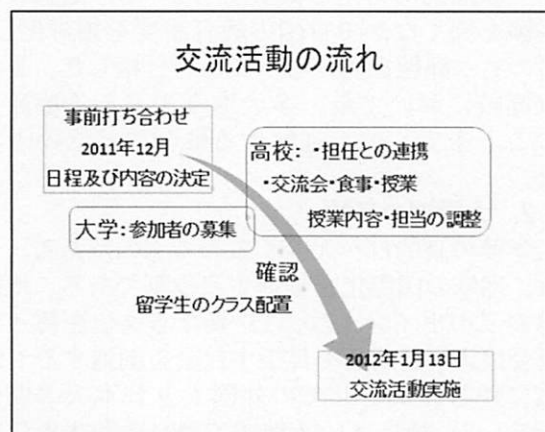 交流活動の流れ
事前打ち合わせ
2011年12月
日程及び内容の決定
高校：・担任との連携
・交流会・食事・授業
授業内容・担当の調整
大学：参加者の募集
確認
留学生のクラス配置
2012年1月13日
交流活動実施